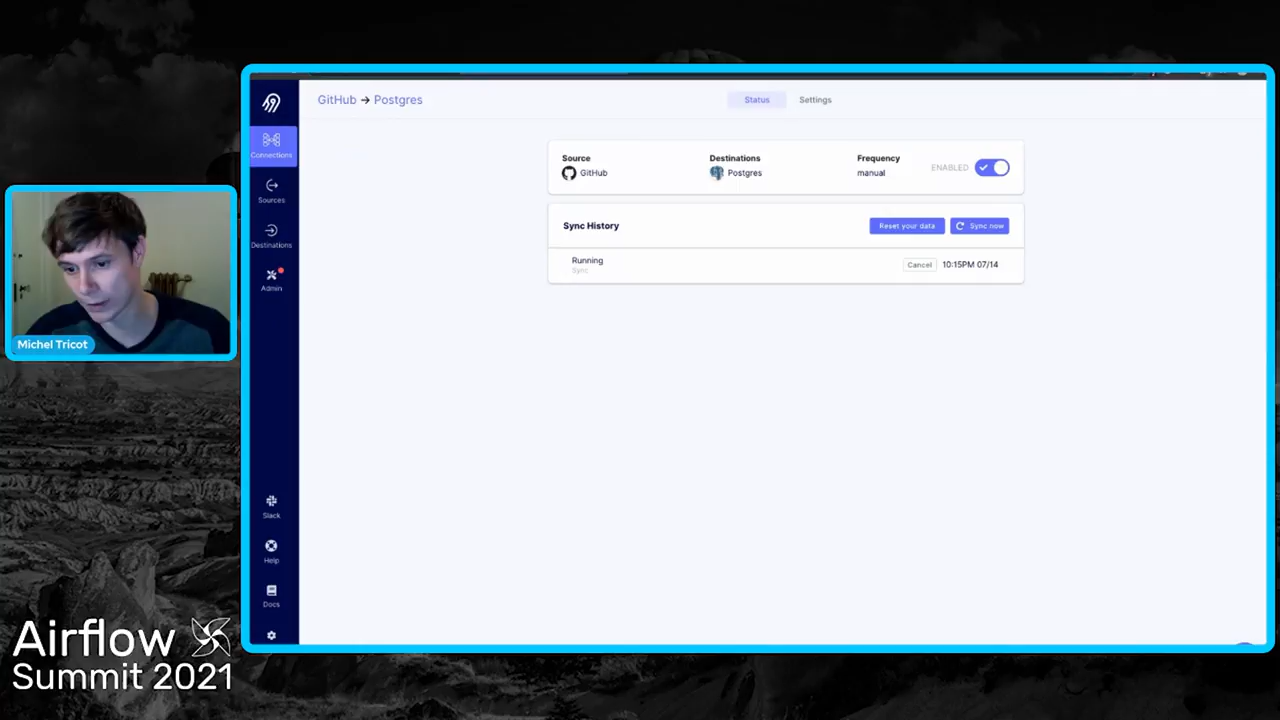 GitHub → Postgres
Status
Settings
Connections
Sources
Destinations
Admin
Slack
Help
Docs
Source
GitHub
Destinations
Postgres
Frequency
manual
ENABLED
Sync History
Reset your data
Sync now
Running
Sync
Cancel
10:15PM 07/14
Michel Tricot
Airflow
Summit 2021